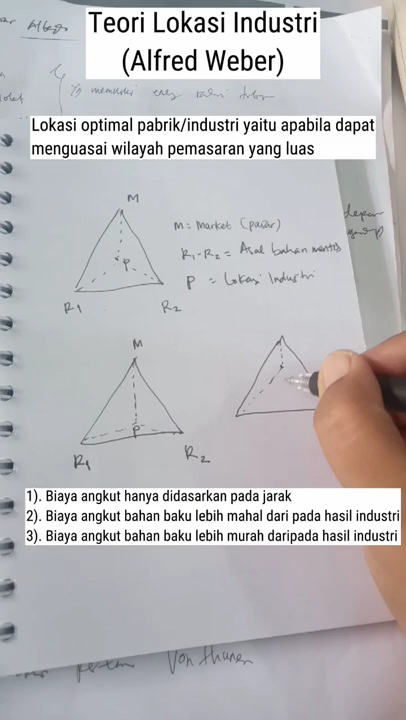 Teori Lokasi Industri
(Alfred Weber)
Lokasi optimal pabrik/industri yaitu apabila dapat
menguasai wilayah pemasaran yang luas
M
M = Market (pasar)
R1-R2 = Asal bahan mentah
P = Lokasi Industri
P
R1
R2
M
P
R1
R2
1). Biaya angkut hanya didasarkan pada jarak
2). Biaya angkut bahan baku lebih mahal dari pada hasil industri
3). Biaya angkut bahan baku lebih murah daripada hasil industri
Von thunen